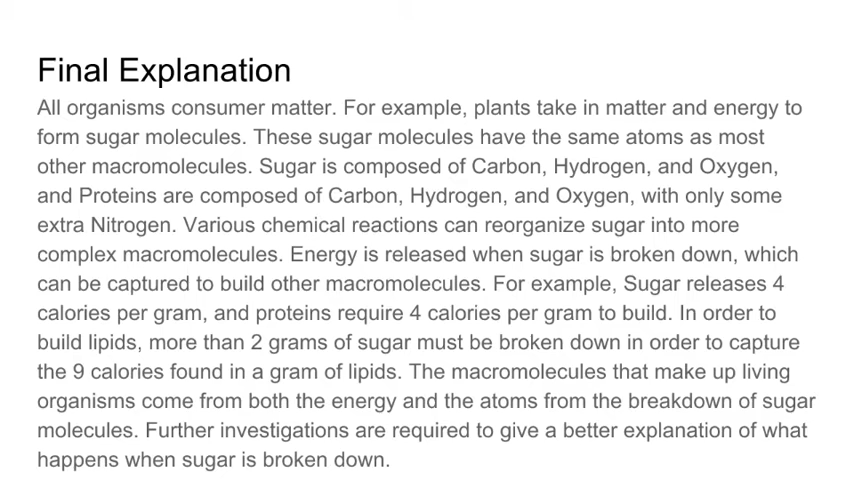 Final Explanation
All organisms consumer matter. For example, plants take in matter and energy to
form sugar molecules. These sugar molecules have the same atoms as most
other macromolecules. Sugar is composed of Carbon, Hydrogen, and Oxygen,
and Proteins are composed of Carbon, Hydrogen, and Oxygen, with only some
extra Nitrogen. Various chemical reactions can reorganize sugar into more
complex macromolecules. Energy is released when sugar is broken down, which
can be captured to build other macromolecules. For example, Sugar releases 4
calories per gram, and proteins require 4 calories per gram to build. In order to
build lipids, more than 2 grams of sugar must be broken down in order to capture
the 9 calories found in a gram of lipids. The macromolecules that make up living
organisms come from both the energy and the atoms from the breakdown of sugar
molecules. Further investigations are required to give a better explanation of what
happens when sugar is broken down.